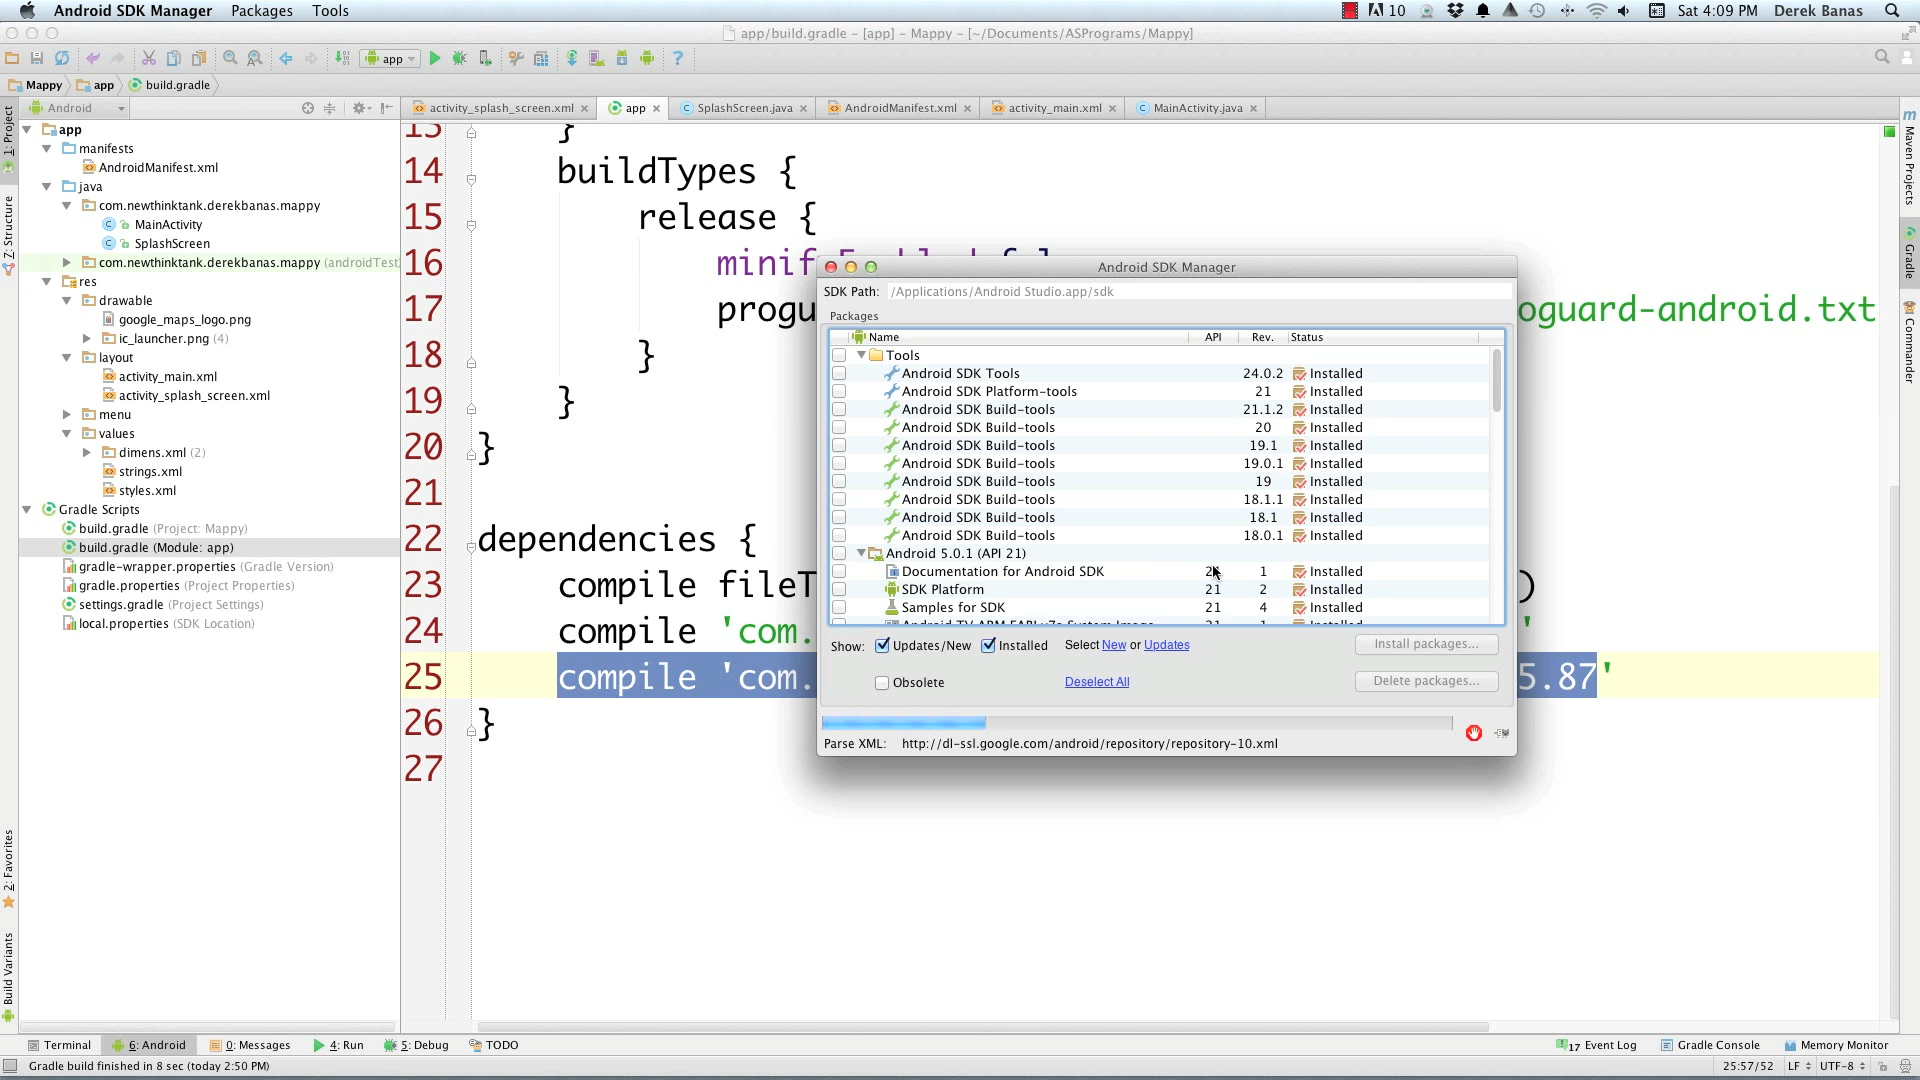 Android SDK Manager Packages Tools
10 Sat 4:09 PM Derek Banas
app/build.gradle – [app] – Mappy – [~/Documents/ASPrograms/Mappy]
app
Mappy app build.gradle
Android
activity_splash_screen.xml app SplashScreen.java AndroidManifest.xml activity_main.xml MainActivity.java
1: Project
Z: Structure
2: Favorites
Build Variants
app
manifests
AndroidManifest.xml
java
com.newthinktank.derekbanas.mappy
MainActivity
SplashScreen
com.newthinktank.derekbanas.mappy (androidTest)
res
drawable
google_maps_logo.png
ic_launcher.png (4)
layout
activity_main.xml
activity_splash_screen.xml
menu
values
dimens.xml (2)
strings.xml
styles.xml
Gradle Scripts
build.gradle (Project: Mappy)
build.gradle (Module: app)
gradle-wrapper.properties (Gradle Version)
gradle.properties (Project Properties)
settings.gradle (Project Settings)
local.properties (SDK Location)
13 }
14 buildTypes {
15 release {
16
17 progu oguard-android.txt
18 }
19 }
20 }
21
22 dependencies {
23 compile fileT )
24 compile 'com. '
25 compile 'com. 5.87'
26 }
27
Android SDK Manager
SDK Path: /Applications/Android Studio.app/sdk
Packages
Name API Rev. Status
Tools
Android SDK Tools 24.0.2 Installed
Android SDK Platform-tools 21 Installed
Android SDK Build-tools 21.1.2 Installed
Android SDK Build-tools 20 Installed
Android SDK Build-tools 19.1 Installed
Android SDK Build-tools 19.0.1 Installed
Android SDK Build-tools 19 Installed
Android SDK Build-tools 18.1.1 Installed
Android SDK Build-tools 18.1 Installed
Android SDK Build-tools 18.0.1 Installed
Android 5.0.1 (API 21)
Documentation for Android SDK 1 Installed
SDK Platform 21 2 Installed
Samples for SDK 21 4 Installed
Show: Updates/New Installed Select New or Updates Install packages...
Obsolete Deselect All Delete packages...
Parse XML: http://dl-ssl.google.com/android/repository/repository-10.xml
m Maven Projects
Gradle
Commander
Terminal 6: Android 0: Messages 4: Run 5: Debug TODO 17 Event Log Gradle Console Memory Monitor
Gradle build finished in 8 sec (today 2:50 PM) 25:57/52 LF UTF-8